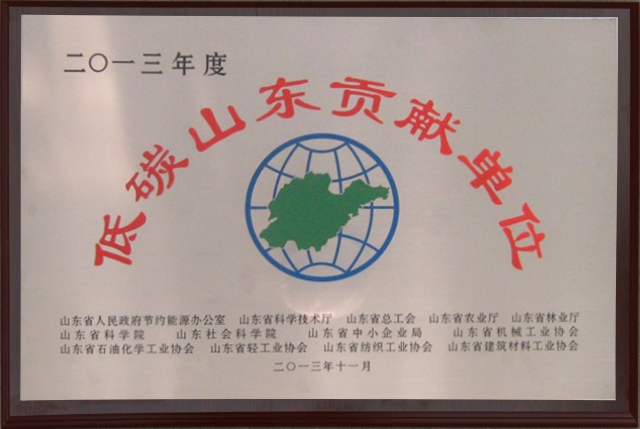 二〇一三年度
低碳山东贡献单位
山东省人民政府节约能源办公室 山东省科学技术厅 山东省总工会 山东省农业厅 山东省林业厅
山东省科学院 山东社会科学院 山东省中小企业局 山东省机械工业协会
山东省石油化学工业协会 山东省轻工业协会 山东省纺织工业协会 山东省建筑材料工业协会
二〇一三年十一月